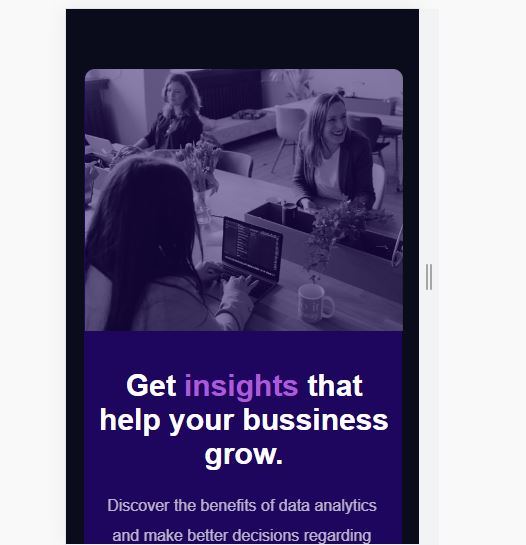 Get insights that
help your bussiness
grow.
Discover the benefits of data analytics
and make better decisions regarding